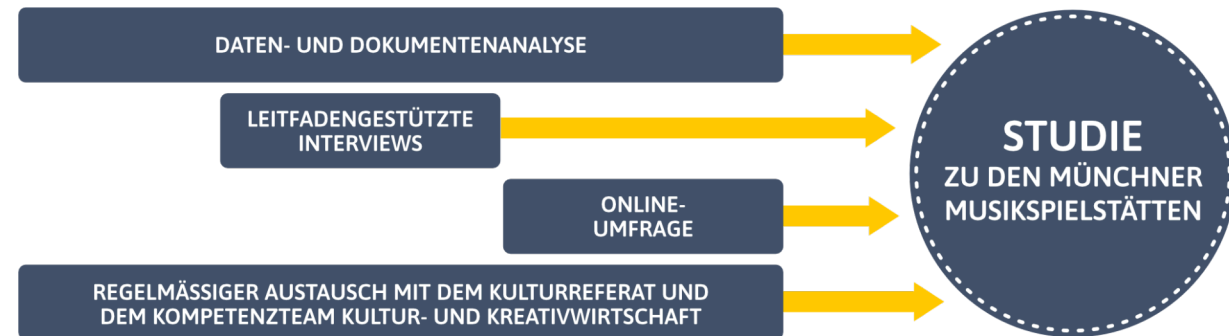 DATEN- UND DOKUMENTENANALYSE
LEITFADENGESTÜTZTE
INTERVIEWS
ONLINE-
UMFRAGE
REGELMÄSSIGER AUSTAUSCH MIT DEM KULTURREFERAT UND
DEM KOMPETENZTEAM KULTUR- UND KREATIVWIRTSCHAFT
STUDIE
ZU DEN MÜNCHNER
MUSIKSPIELSTÄTTEN